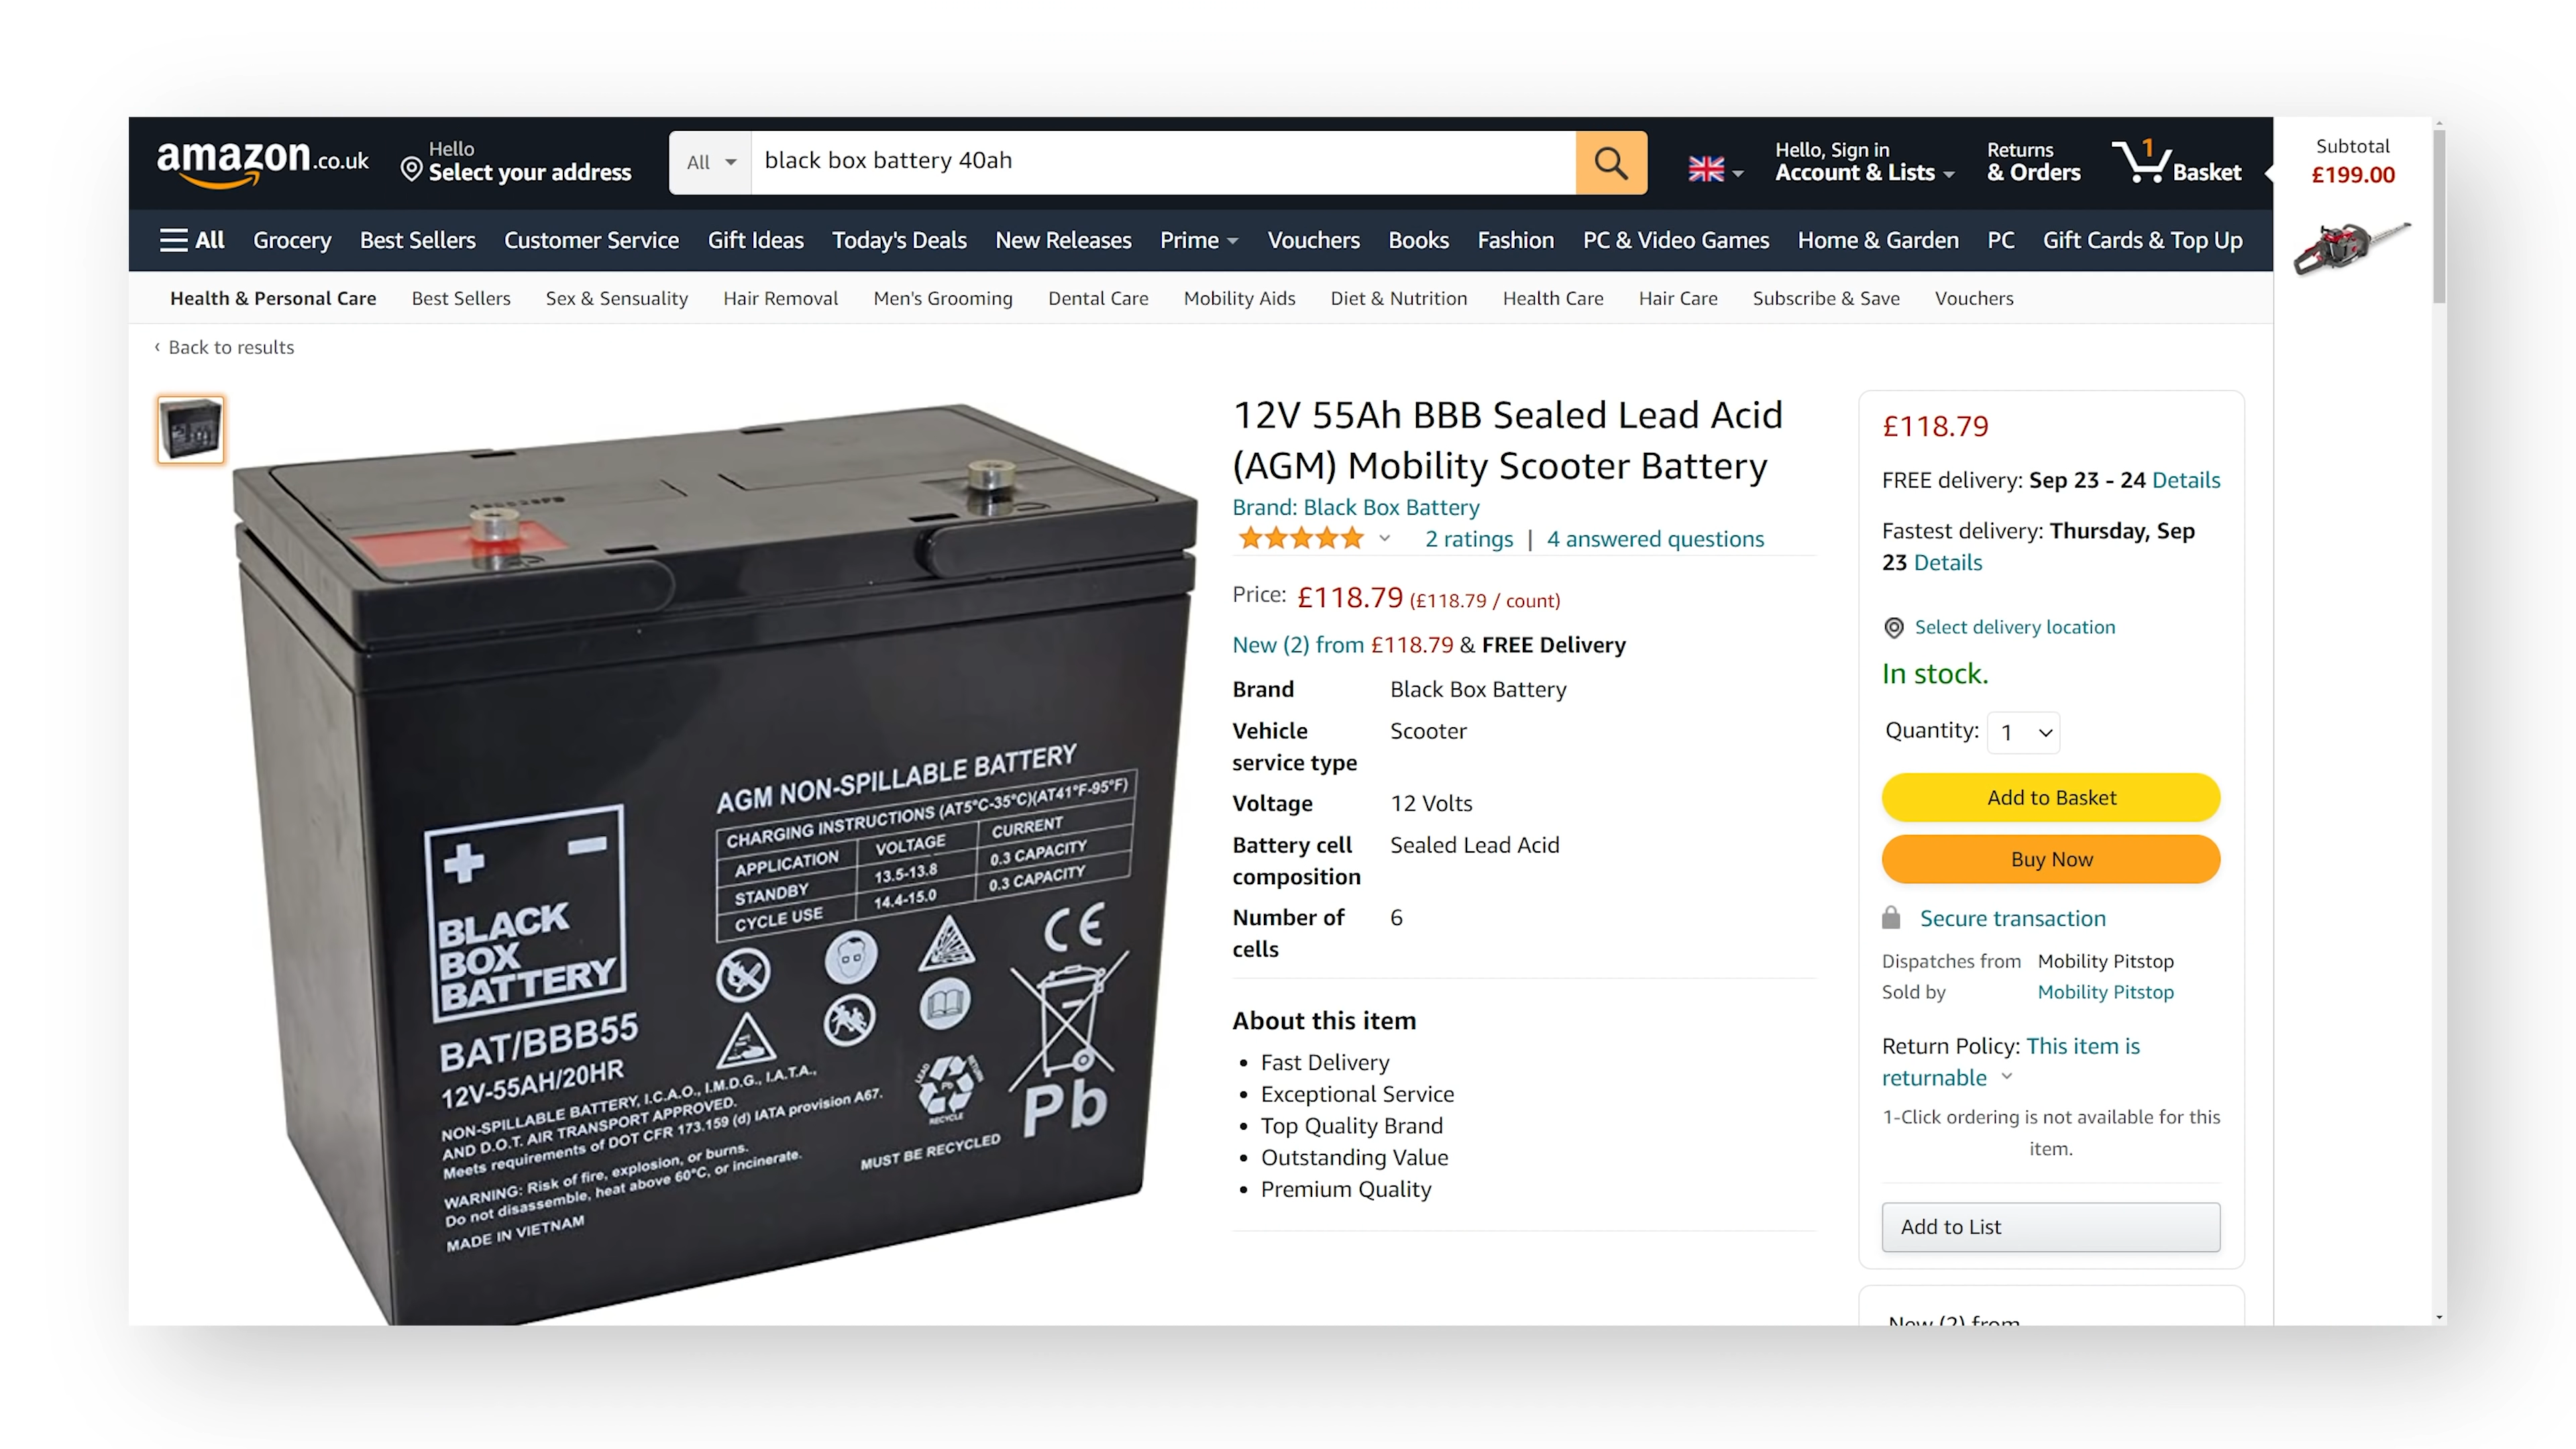 amazon.co.uk
Hello
Select your address
All
black box battery 40ah
Hello, Sign in
Account & Lists
Returns
& Orders
1
Basket
Subtotal
£199.00
All Grocery Best Sellers Customer Service Gift Ideas Today's Deals New Releases Prime Vouchers Books Fashion PC & Video Games Home & Garden PC Gift Cards & Top Up
Health & Personal Care Best Sellers Sex & Sensuality Hair Removal Men's Grooming Dental Care Mobility Aids Diet & Nutrition Health Care Hair Care Subscribe & Save Vouchers
‹ Back to results
AGM NON-SPILLABLE BATTERY
CHARGING INSTRUCTIONS (AT5°C-35°C)(AT41°F-95°F)
APPLICATION VOLTAGE CURRENT
STANDBY 13.5-13.8 0.3 CAPACITY
CYCLE USE 14.4-15.0 0.3 CAPACITY
+ -
BLACK
BOX
BATTERY
CE
BAT/BBB55
12V-55AH/20HR
NON-SPILLABLE BATTERY, I.C.A.O., I.M.D.G., I.A.T.A.,
AND D.O.T. AIR TRANSPORT APPROVED.
Meets requirements of DOT CFR 173.159 (d) IATA provision A67.
WARNING: Risk of fire, explosion, or burns.
Do not disassemble, heat above 60°C, or incinerate.
MADE IN VIETNAM
LEAD
RETURN
Pb
RECYCLE
Pb
MUST BE RECYCLED
12V 55Ah BBB Sealed Lead Acid
(AGM) Mobility Scooter Battery
Brand: Black Box Battery
2 ratings | 4 answered questions
Price: £118.79 (£118.79 / count)
New (2) from £118.79 & FREE Delivery
Brand Black Box Battery
Vehicle Scooter
service type
Voltage 12 Volts
Battery cell Sealed Lead Acid
composition
Number of 6
cells
About this item
• Fast Delivery
• Exceptional Service
• Top Quality Brand
• Outstanding Value
• Premium Quality
£118.79
FREE delivery: Sep 23 - 24 Details
Fastest delivery: Thursday, Sep
23 Details
Select delivery location
In stock.
Quantity: 1
Add to Basket
Buy Now
Secure transaction
Dispatches from Mobility Pitstop
Sold by Mobility Pitstop
Return Policy: This item is
returnable
1-Click ordering is not available for this
item.
Add to List
New (2) from